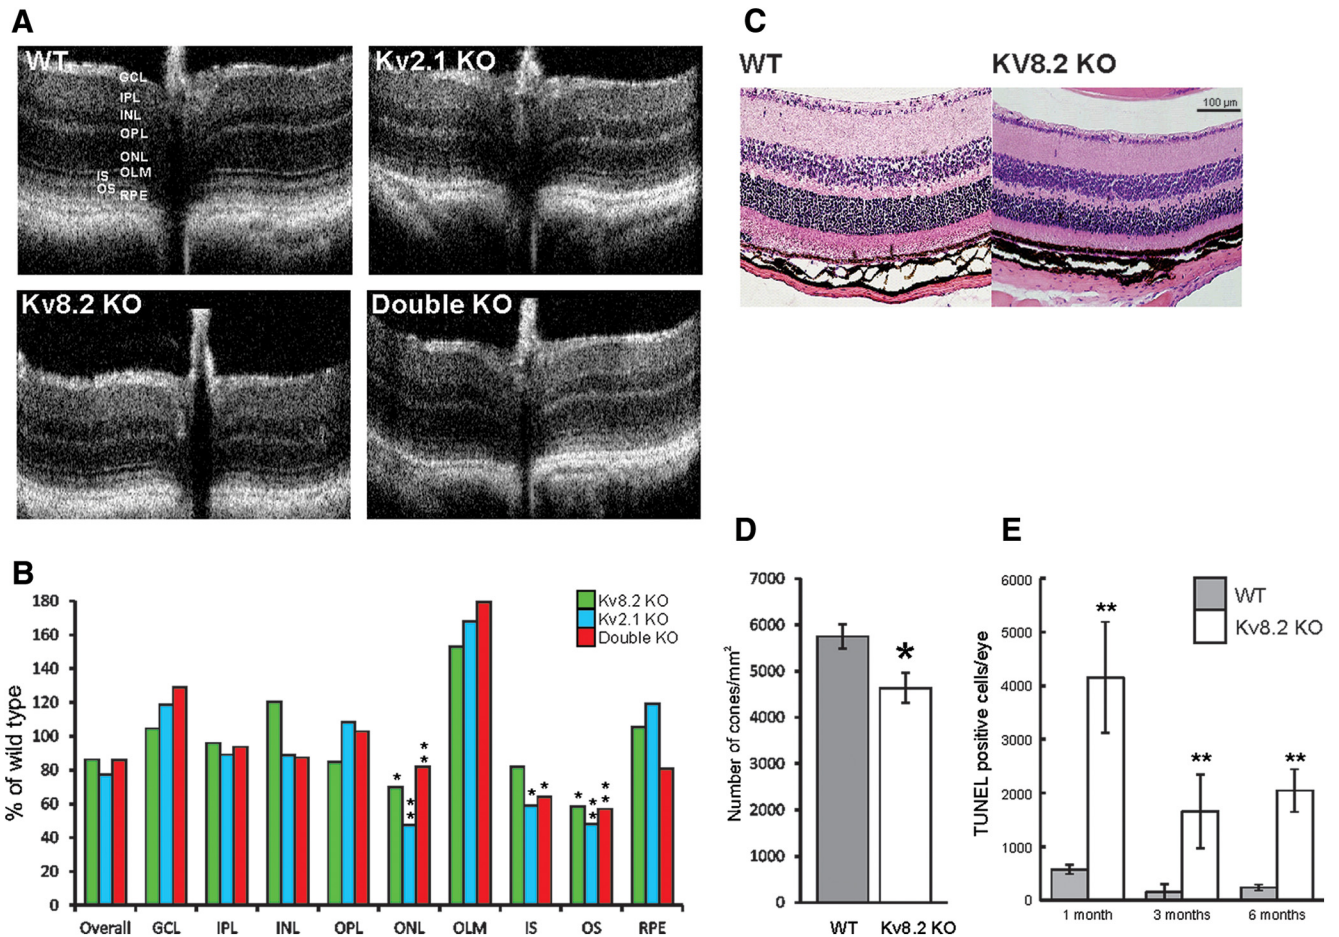 A
WT
GCL
IPL
INL
OPL
ONL
IS OLM
OS RPE
Kv2.1 KO
Kv8.2 KO
Double KO
B
% of wild type
180
160
140
120
100
80
60
40
20
0
Kv8.2 KO
Kv2.1 KO
Double KO
* ** ** * * * ** **
Overall GCL IPL INL OPL ONL OLM IS OS RPE
C
WT KV8.2 KO
100 µm
D
Number of cones/mm²
7000
6000
5000
4000
3000
2000
1000
0
*
WT Kv8.2 KO
E
TUNEL positive cells/eye
6000
5000
4000
3000
2000
1000
0
WT
Kv8.2 KO
** ** **
1 month 3 months 6 months